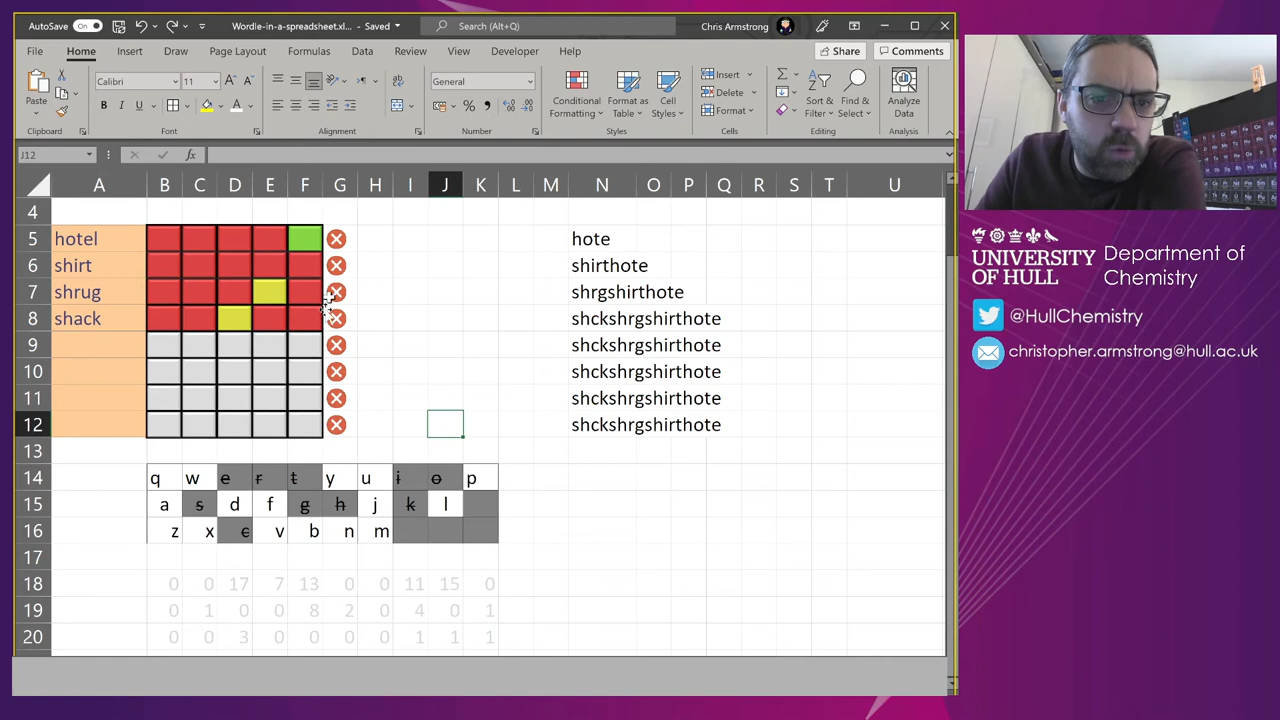 AutoSave On Wordle-in-a-spreadsheet.xl... - Saved Search (Alt+Q) Chris Armstrong
File Home Insert Draw Page Layout Formulas Data Review View Developer Help Share Comments
Paste Calibri 11 General Conditional Formatting Format as Table Cell Styles Insert Delete Format Sort & Filter Find & Select Analyze Data
Clipboard Font Alignment Number Styles Cells Editing Analysis
J12 fx
A B C D E F G H I J K L M N O P Q R S T U
4
5 hotel hote
6 shirt shirthote
7 shrug shrgshirthote
8 shack shckshrgshirthote
9 shckshrgshirthote
10 shckshrgshirthote
11 shckshrgshirthote
12 shckshrgshirthote
13
14 q w e r t y u i o p
15 a s d f g h j k l
16 z x c v b n m
17
18 0 0 17 7 13 0 0 11 15 0
19 0 1 0 0 8 2 0 4 0 1
20 0 0 3 0 0 0 0 1 1 1
UNIVERSITY OF HULL
Department of Chemistry
@HullChemistry
christopher.armstrong@hull.ac.uk